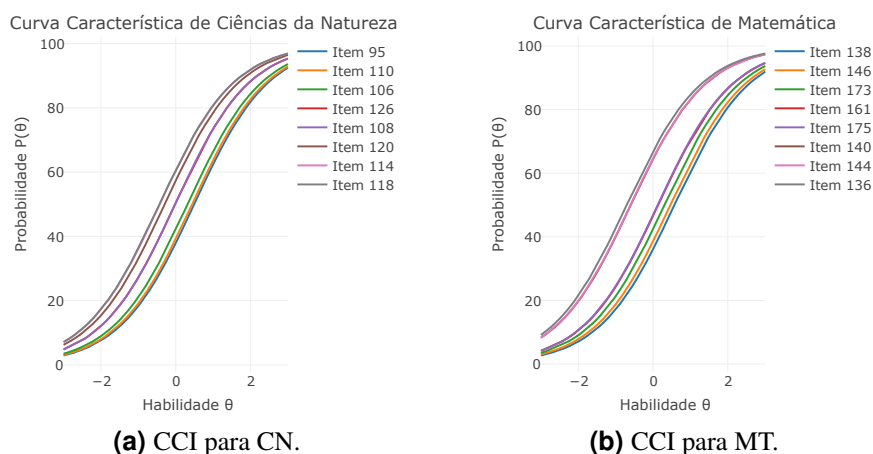 Curva Característica de Ciências da Natureza
100
80
60
40
20
0
−2
0
2
Probabilidade P(θ)
Habilidade θ
Item 95
Item 110
Item 106
Item 126
Item 108
Item 120
Item 114
Item 118
(a) CCI para CN.
Curva Característica de Matemática
100
80
60
40
20
0
−2
0
2
Probabilidade P(θ)
Habilidade θ
Item 138
Item 146
Item 173
Item 161
Item 175
Item 140
Item 144
Item 136
(b) CCI para MT.